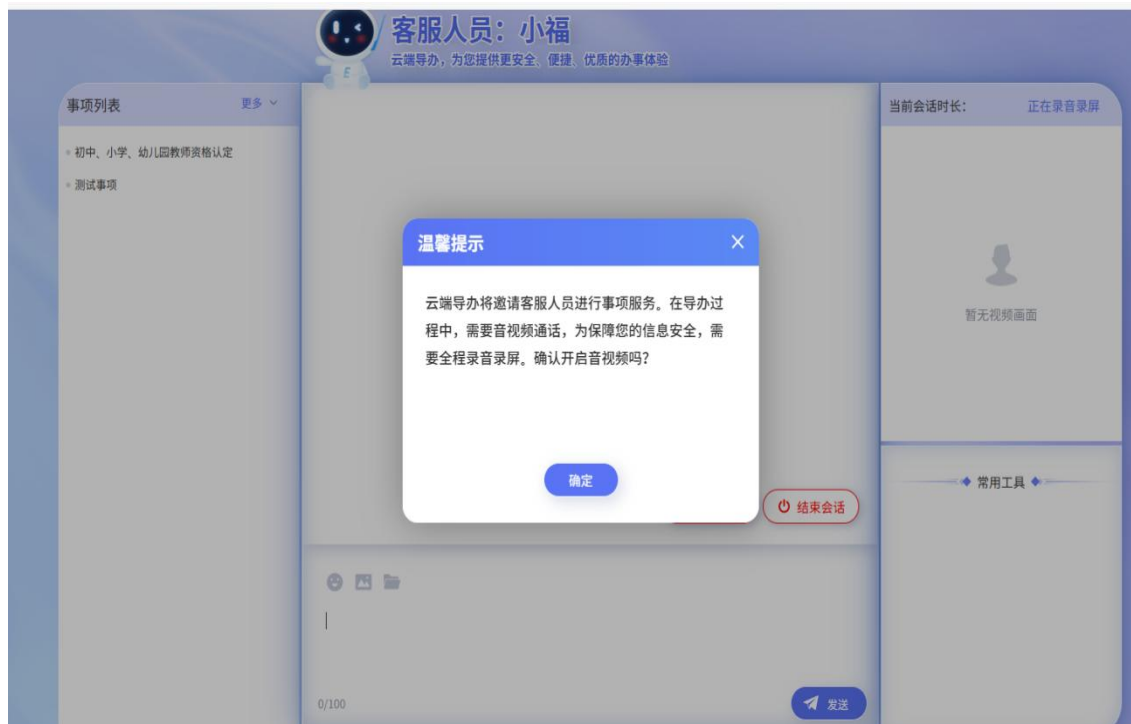 客服人员：小福
云端导办，为您提供更安全、便捷、优质的办事体验
E
事项列表
更多
初中、小学、幼儿园教师资格认定
测试事项
当前会话时长：
正在录音录屏
暂无视频画面
温馨提示
云端导办将邀请客服人员进行事项服务。在导办过
程中，需要音视频通话，为保障您的信息安全，需
要全程录音录屏。确认开启音视频吗？
确定
结束会话
常用工具
0/100
发送